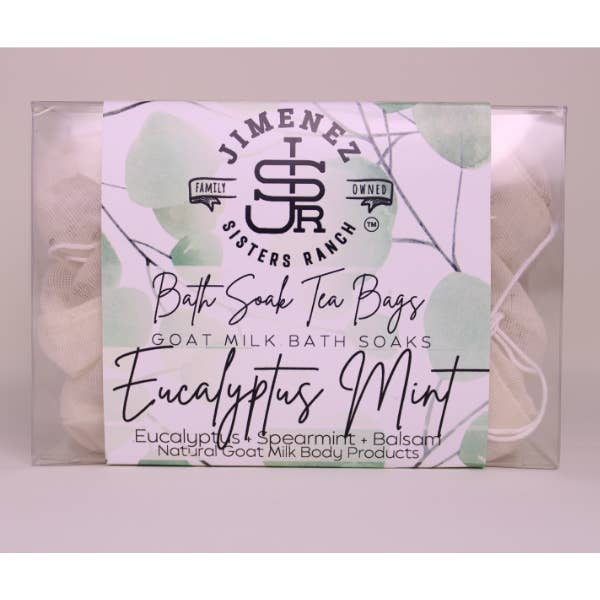 JIMENEZ
FAMILY OWNED
JSR
SISTERS RANCH TM
Bath Soak Tea Bags
GOAT MILK BATH SOAKS
Eucalyptus Mint
Eucalyptus + Spearmint + Balsam
Natural Goat Milk Body Products